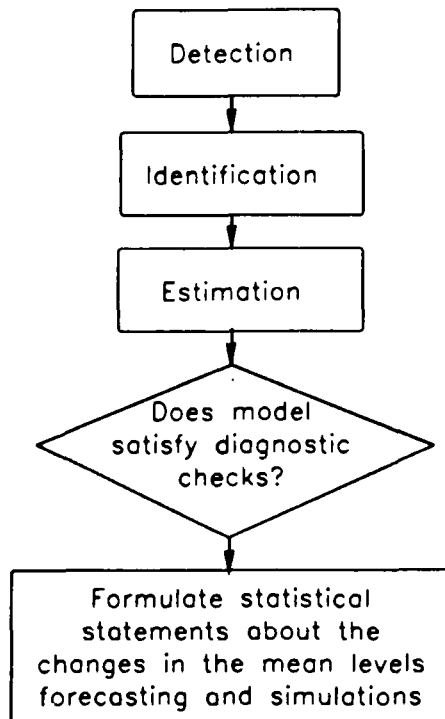 Detection
Identification
Estimation
Does model
satisfy diagnostic
checks?
Formulate statistical
statements about the
changes in the mean levels
forecasting and simulations